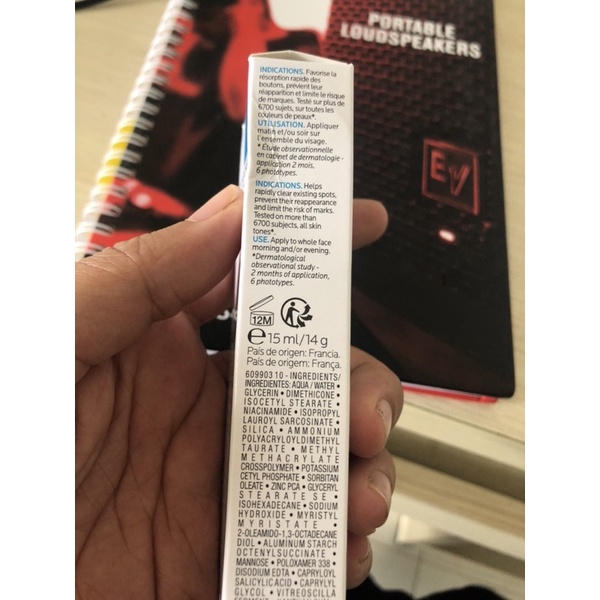 PORTABLE
LOUDSPEAKERS
EV
INDICATIONS. Favorise la
résorption rapide des
boutons, prévient leur
réapparition et limite le risque
de marques. Testé sur plus de
6700 sujets, sur toutes les
couleurs de peaux*.
UTILISATION. Appliquer
matin et/ou soir sur
l'ensemble du visage.
* Étude observationnelle
en cabinet de dermatologie -
application 2 mois,
6 phototypes.
INDICATIONS. Helps
rapidly clear existing spots,
prevent their reappearance
and limit the risk of marks.
Tested on more than
6700 subjects, all skin
tones*.
USE. Apply to whole face
morning and/or evening.
*Dermatological
observational study -
2 months of application,
6 phototypes.
12M
e 15 ml/14 g
País de origen: Francia.
País de origem: França.
6099031 0 - INGREDIENTS/
INGREDIENTES: AQUA / WATER •
GLYCERIN • DIMETHICONE •
ISOCETYL STEARATE •
NIACINAMIDE • ISOPROPYL
LAUROYL SARCOSINATE •
SILICA • AMMONIUM
POLYACRYLOYLDIMETHYL
TAURATE • METHYL
METHACRYLATE
CROSSPOLYMER • POTASSIUM
CETYL PHOSPHATE • SORBITAN
OLEATE • ZINC PCA • GLYCERYL
STEARATE SE •
ISOHEXADECANE • SODIUM
HYDROXIDE • MYRISTYL
MYRISTATE •
2-OLEAMIDO-1,3-OCTADECANE
DIOL • ALUMINUM STARCH
OCTENYLSUCCINATE •
MANNOSE • POLOXAMER 338 •
DISODIUM EDTA • CAPRYLOYL
SALICYLIC ACID • CAPRYLYL
GLYCOL • VITREOSCILLA